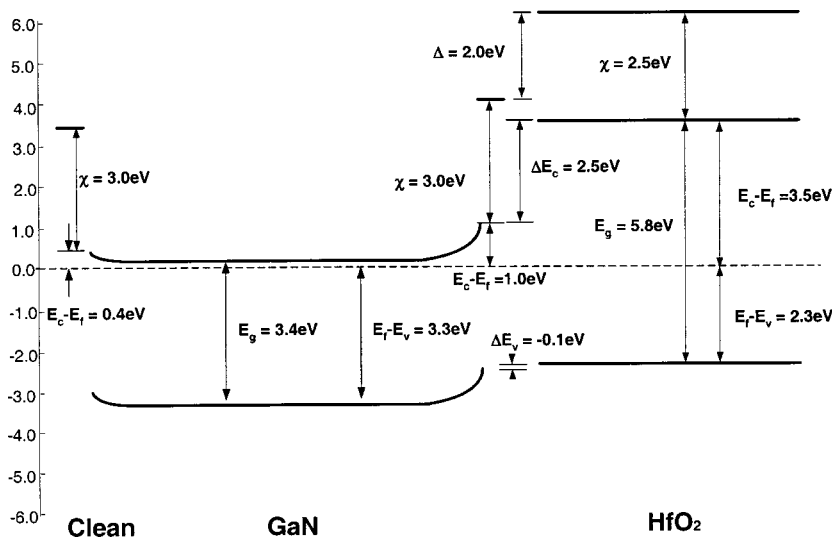 6.0
5.0
4.0
3.0
2.0
1.0
0.0
-1.0
-2.0
-3.0
-4.0
-5.0
-6.0
χ = 3.0eV
Ec-Ef = 0.4eV
Eg = 3.4eV
Ef-Ev = 3.3eV
Δ = 2.0eV
χ = 3.0eV
Ec-Ef =1.0eV
ΔEv = -0.1eV
ΔEc = 2.5eV
χ = 2.5eV
Eg = 5.8eV
Ec-Ef =3.5eV
Ef-Ev = 2.3eV
Clean
GaN
HfO2